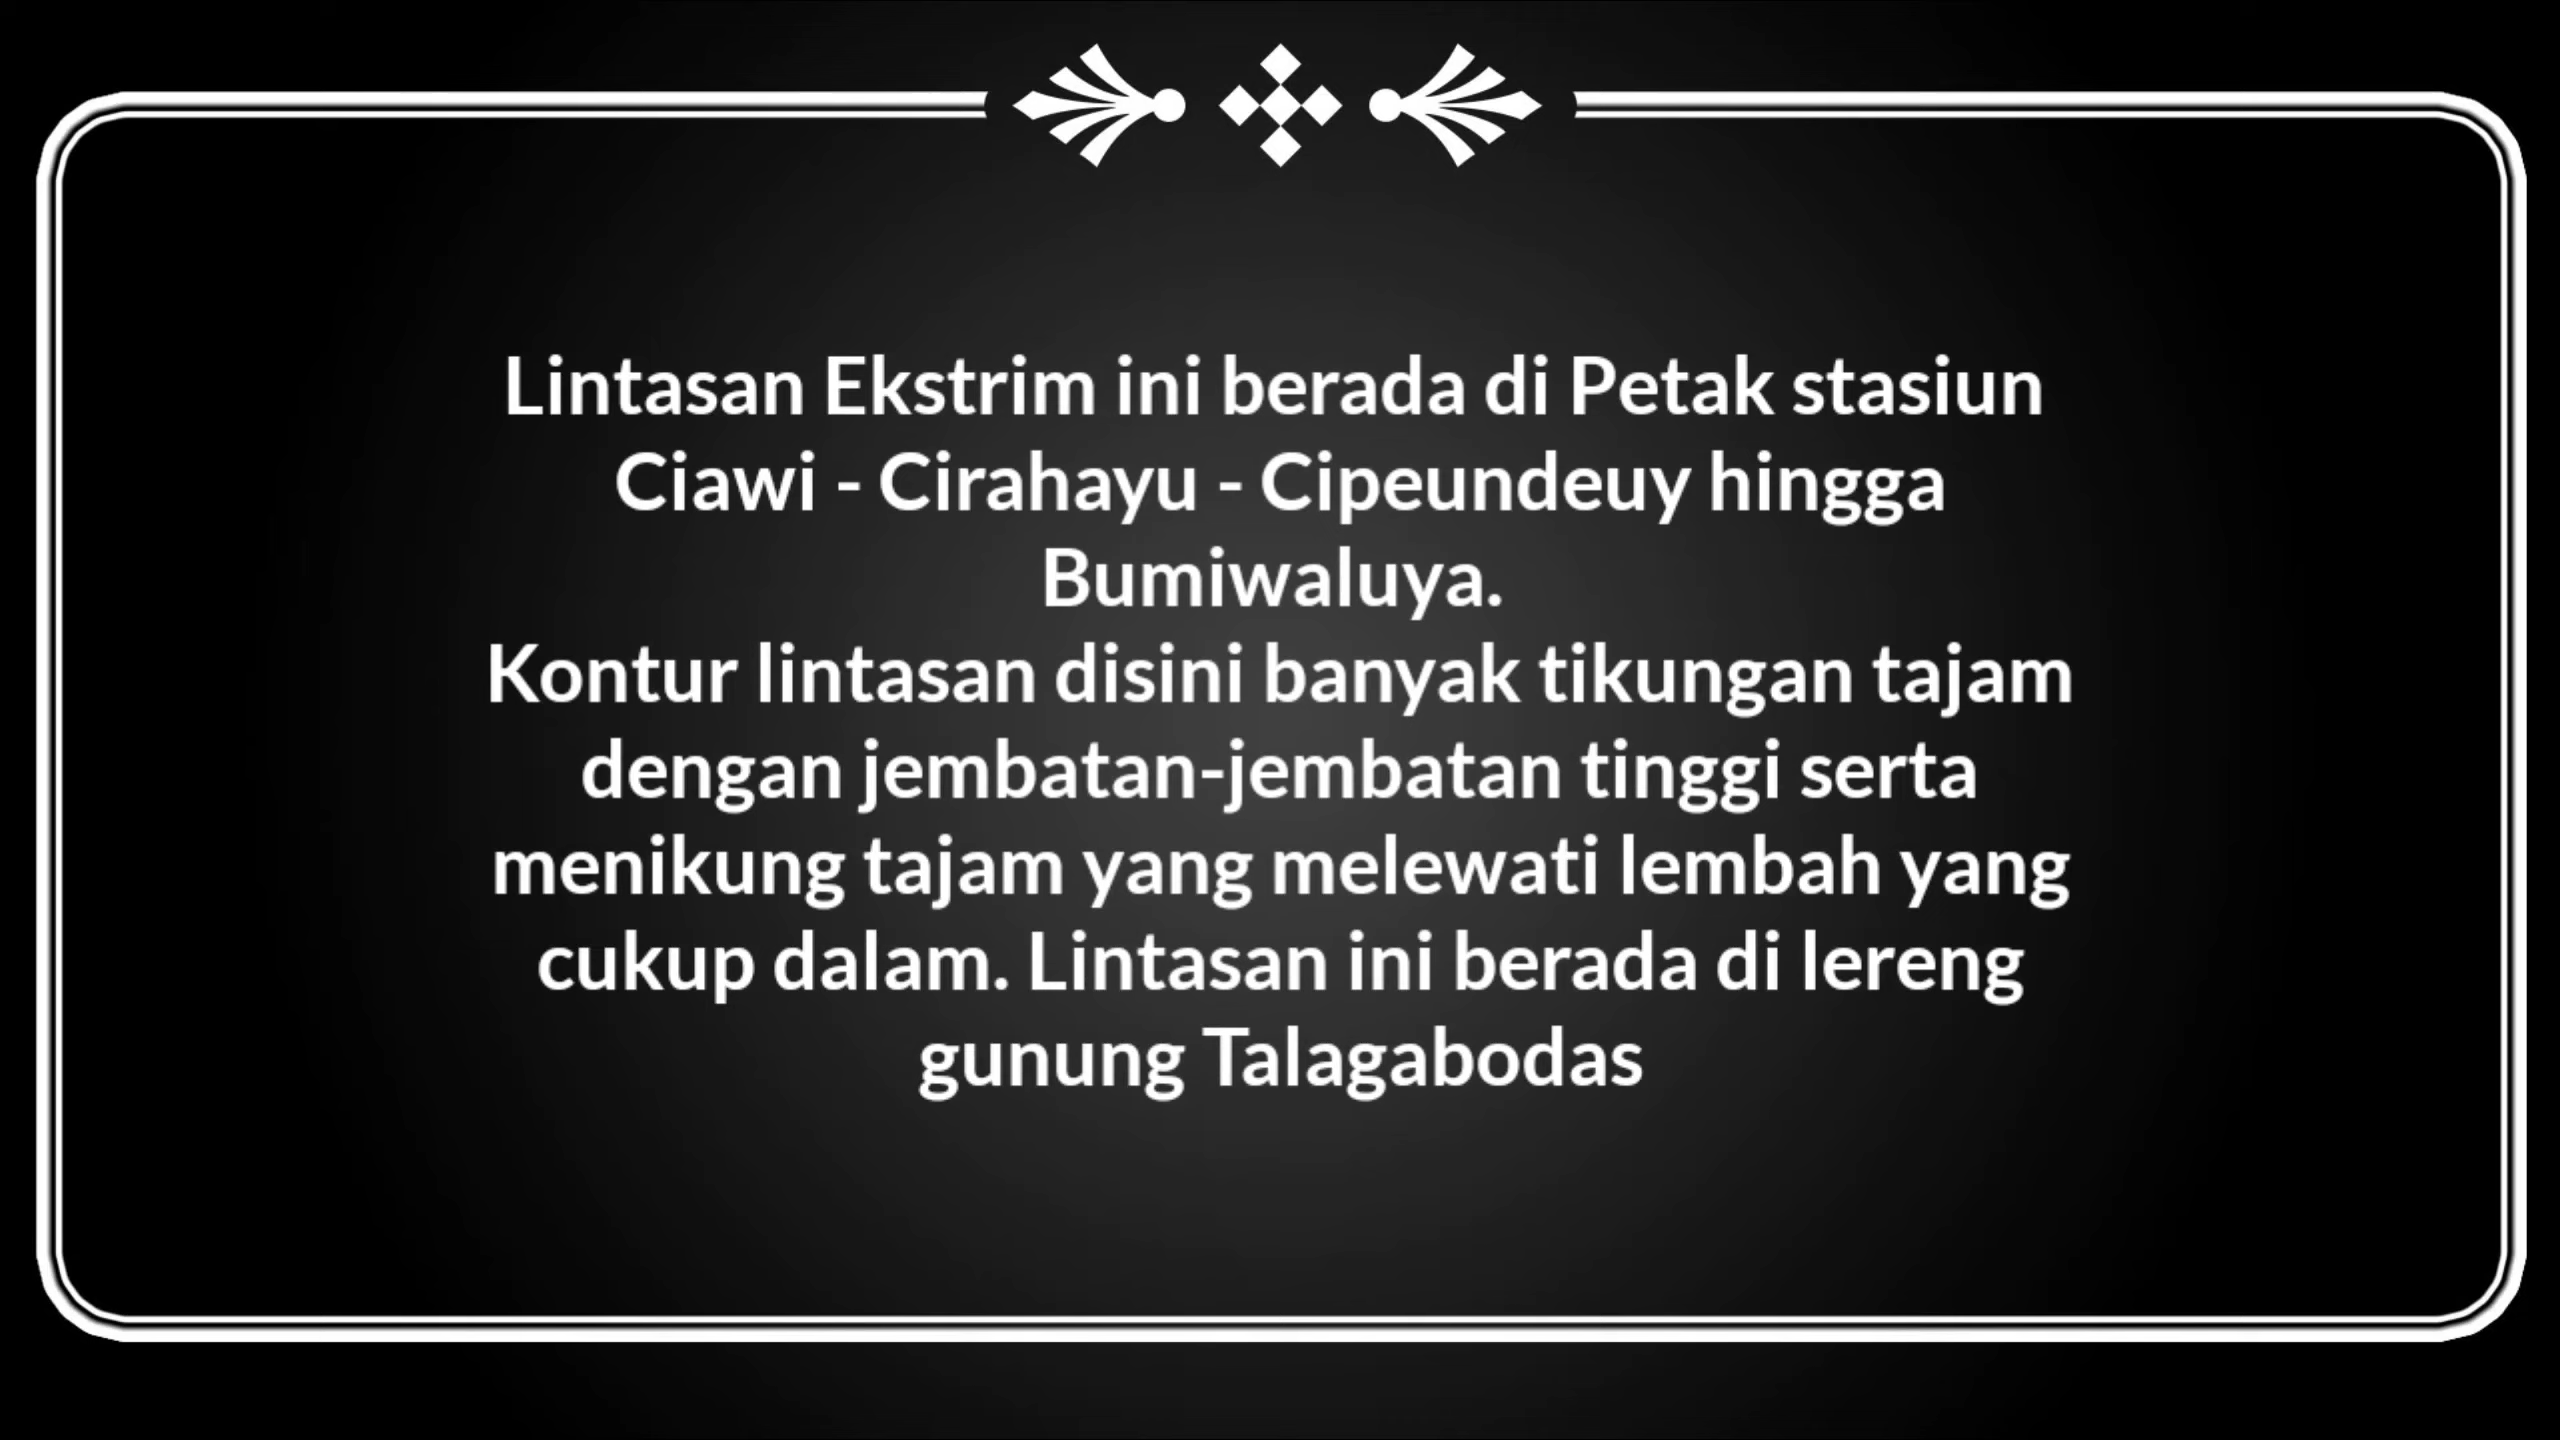 Lintasan Ekstrim ini berada di Petak stasiun
Ciawi - Cirahayu - Cipeundeuy hingga
Bumiwaluya.
Kontur lintasan disini banyak tikungan tajam
dengan jembatan-jembatan tinggi serta
menikung tajam yang melewati lembah yang
cukup dalam. Lintasan ini berada di lereng
gunung Talagabodas